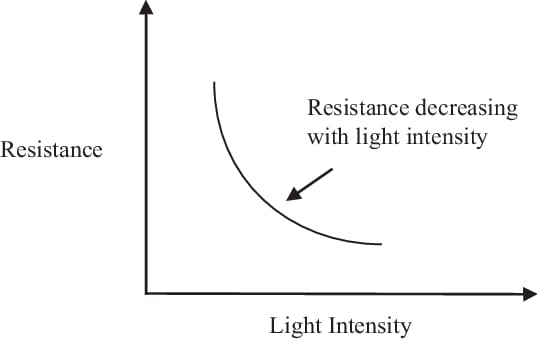 Resistance decreasing
with light intensity
Resistance
Light Intensity